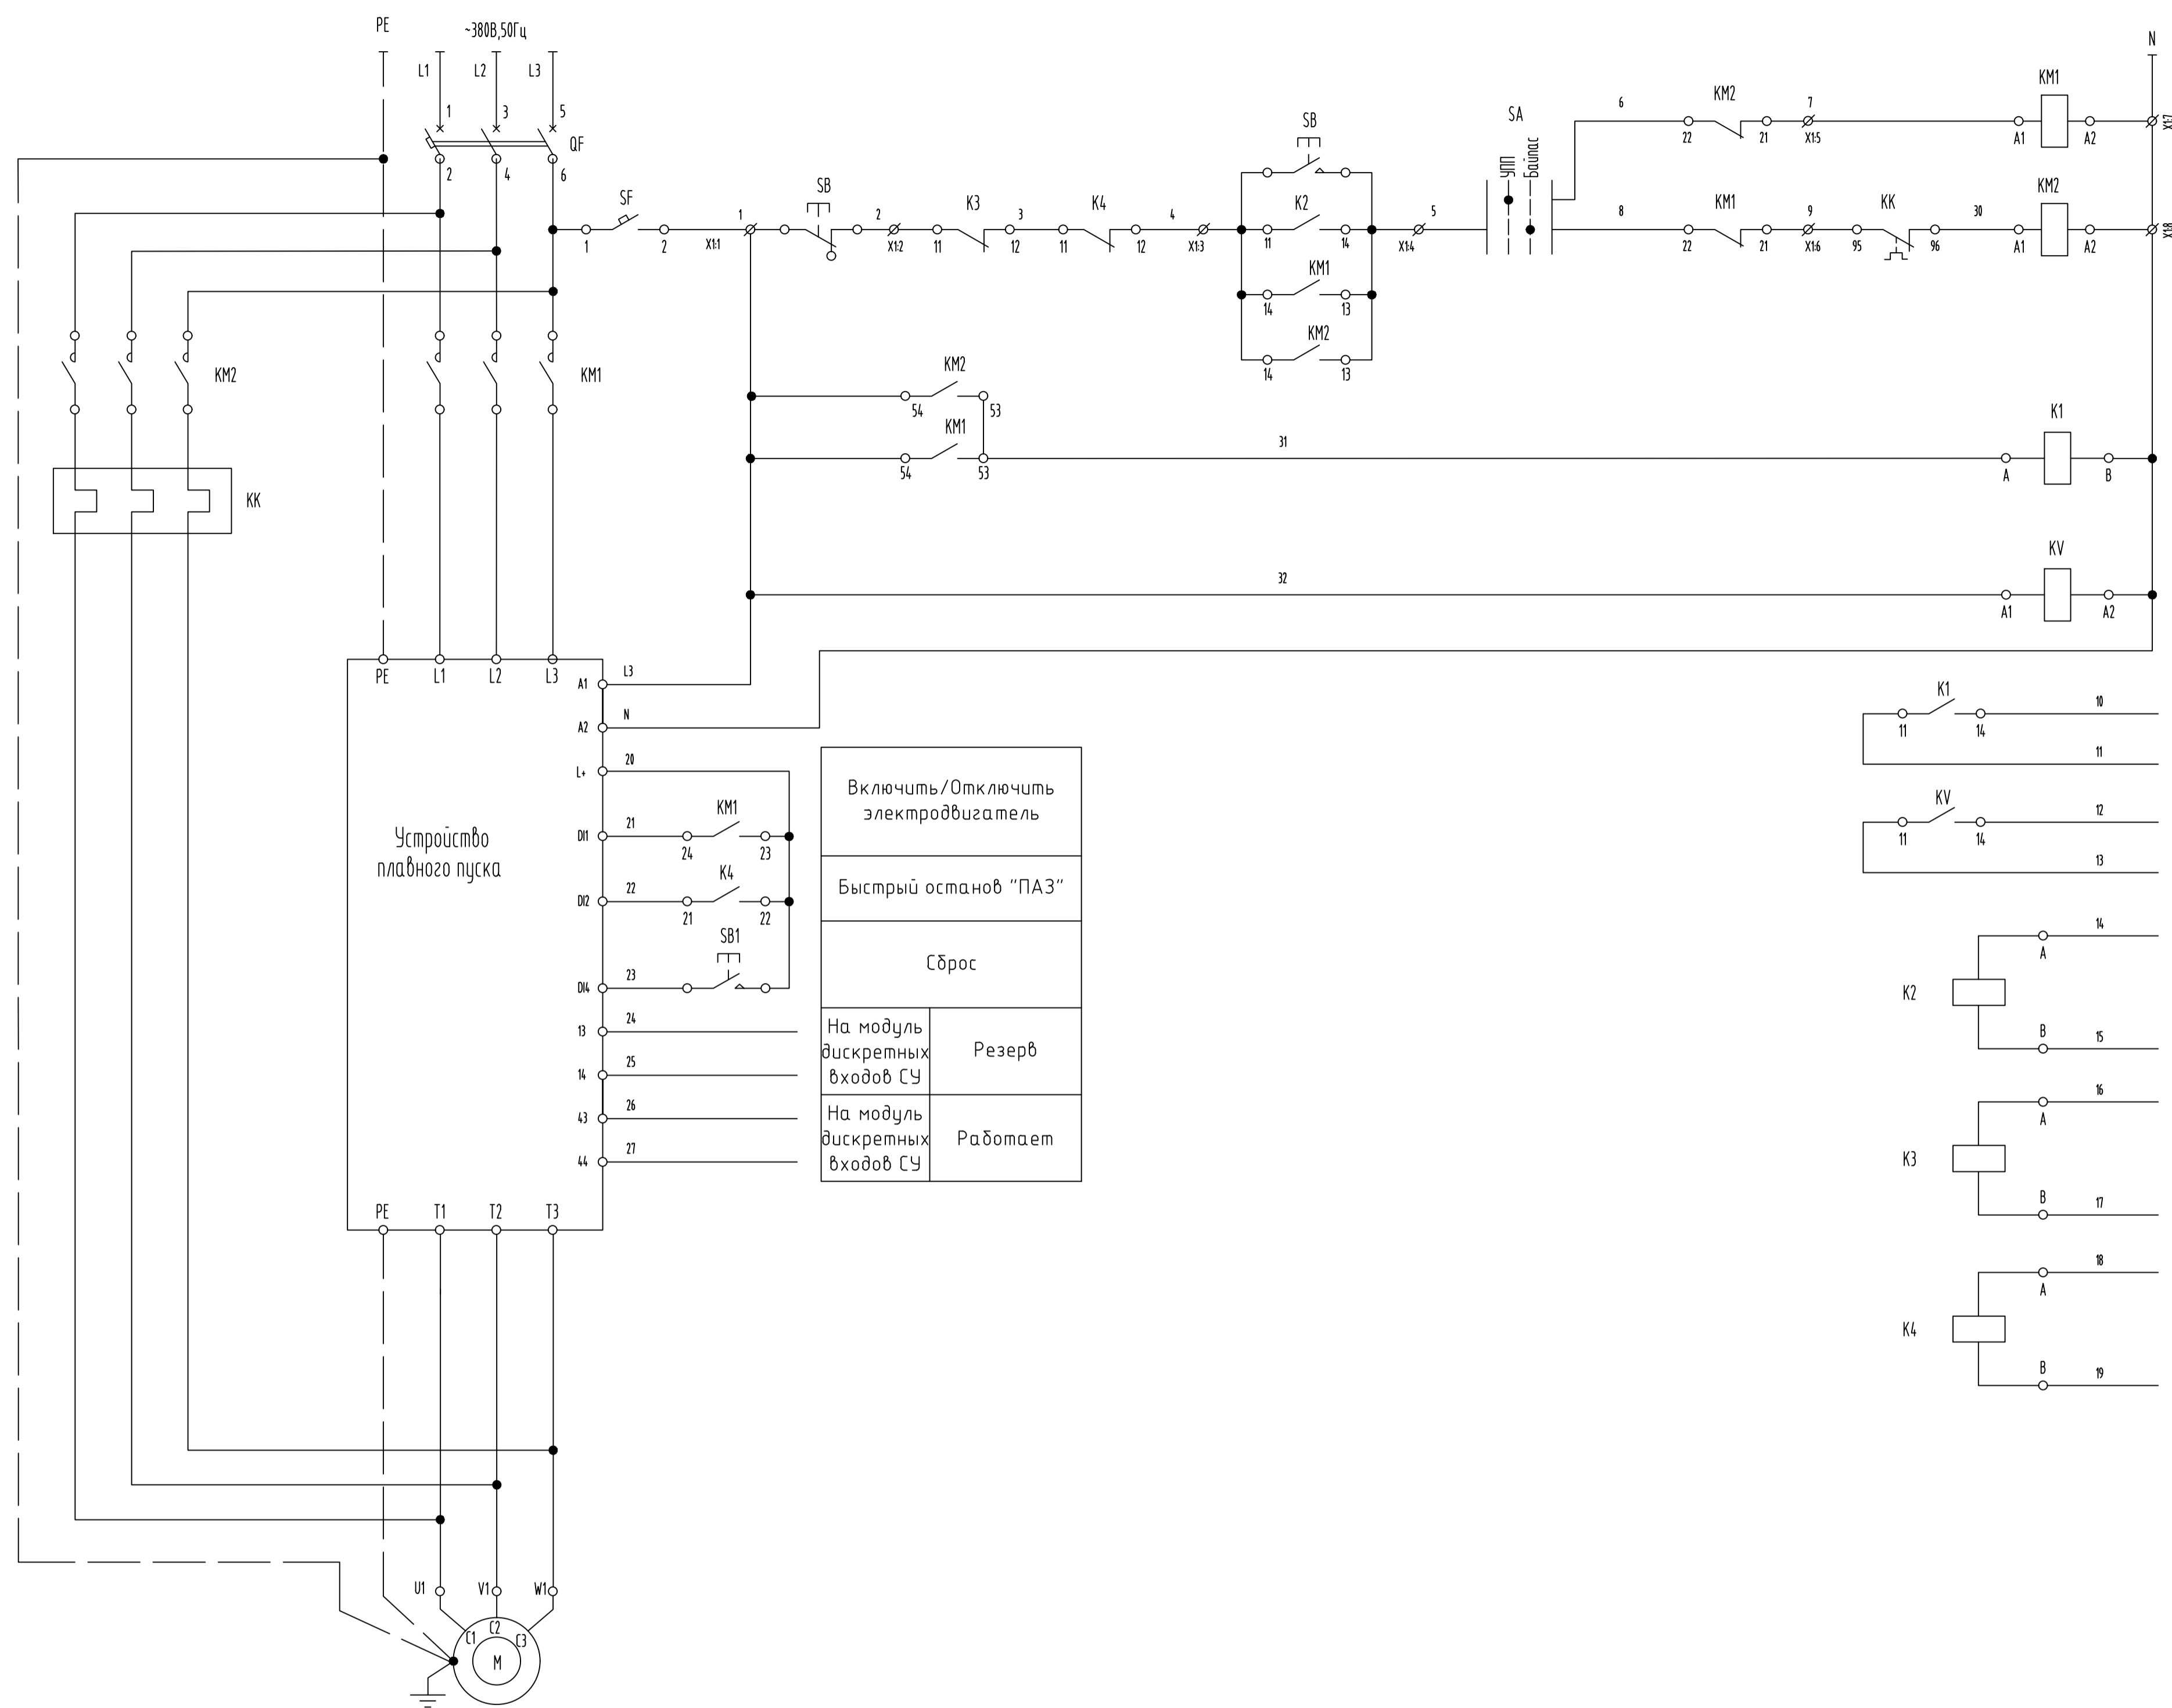 PE
~380В,50Гц
N
L1
L2
L3
1
3
5
QF
2
4
6
SF
1
2
1
X1:1
SB
2
X1:2
K3
11
12
3
K4
11
12
4
X1:3
SB
K2
11
14
KM1
14
13
KM2
14
13
5
X1:4
SA
УПП
Байпас
6
KM2
22
21
7
X1:5
KM1
A1
A2
X1:7
8
KM1
22
21
9
X1:6
KK
95
96
30
KM2
A1
A2
X1:8
KM2
KM1
KM2
54
53
KM1
54
53
31
K1
A
B
KK
32
KV
A1
A2
PE
L1
L2
L3
A1
L3
A2
N
L+
20
DI1
21
KM1
24
23
DI2
22
K4
21
22
DI4
23
SB1
13
24
14
25
43
26
44
27
Устройство
плавного пуска
Включить/Отключить
электродвигатель
Быстрый останов "ПАЗ"
Сброс
На модуль
дискретных
входов СУ
Резерв
На модуль
дискретных
входов СУ
Работает
K1
11
14
10
11
KV
11
14
12
13
K2
A
14
B
15
K3
A
16
B
17
K4
A
18
B
19
PE
T1
T2
T3
U1
V1
W1
C1
C2
C3
M